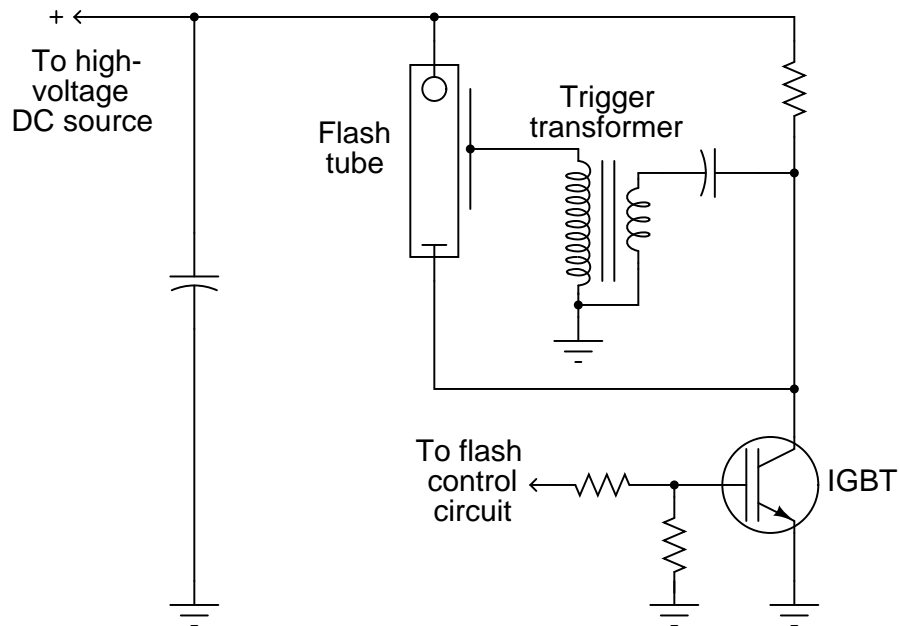 +
To high-
voltage
DC source
Flash
tube
Trigger
transformer
To flash
control
circuit
IGBT